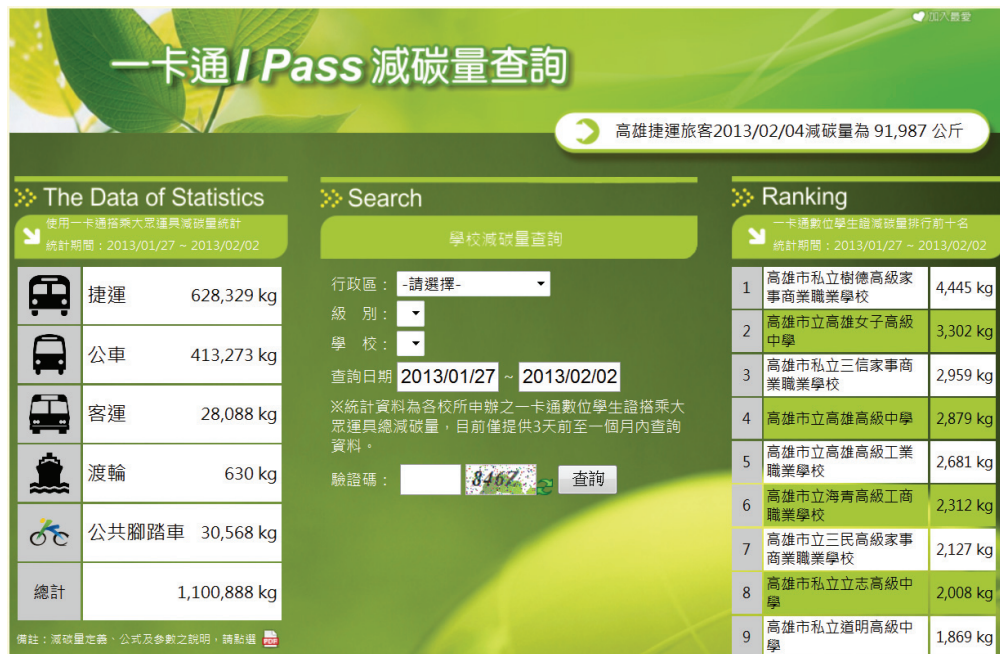 加入最愛
一卡通 I Pass 減碳量查詢
高雄捷運旅客2013/02/04減碳量為 91,987 公斤
The Data of Statistics
使用一卡通搭乘大眾運具減碳量統計
統計期間：2013/01/27 ~ 2013/02/02
捷運 628,329 kg
公車 413,273 kg
客運 28,088 kg
渡輪 630 kg
公共腳踏車 30,568 kg
總計 1,100,888 kg
備註：減碳量定義、公式及參數之說明，請點選 PDF
Search
學校減碳量查詢
行政區： -請選擇-
級 別：
學 校：
查詢日期 2013/01/27 ~ 2013/02/02
※統計資料為各校所申辦之一卡通數位學生證搭乘大
眾運具總減碳量，目前僅提供3天前至一個月內查詢
資料。
驗證碼： 8467 查詢
Ranking
一卡通數位學生證減碳量排行前十名
統計期間：2013/01/27 ~ 2013/02/02
1 高雄市私立樹德高級家
事商業職業學校 4,445 kg
2 高雄市立高雄女子高級
中學 3,302 kg
3 高雄市私立三信家事商
業職業學校 2,959 kg
4 高雄市立高雄高級中學 2,879 kg
5 高雄市立高雄高級工業
職業學校 2,681 kg
6 高雄市立海青高級工商
職業學校 2,312 kg
7 高雄市立三民高級家事
商業職業學校 2,127 kg
8 高雄市私立立志高級中
學 2,008 kg
9 高雄市私立道明高級中
學 1,869 kg